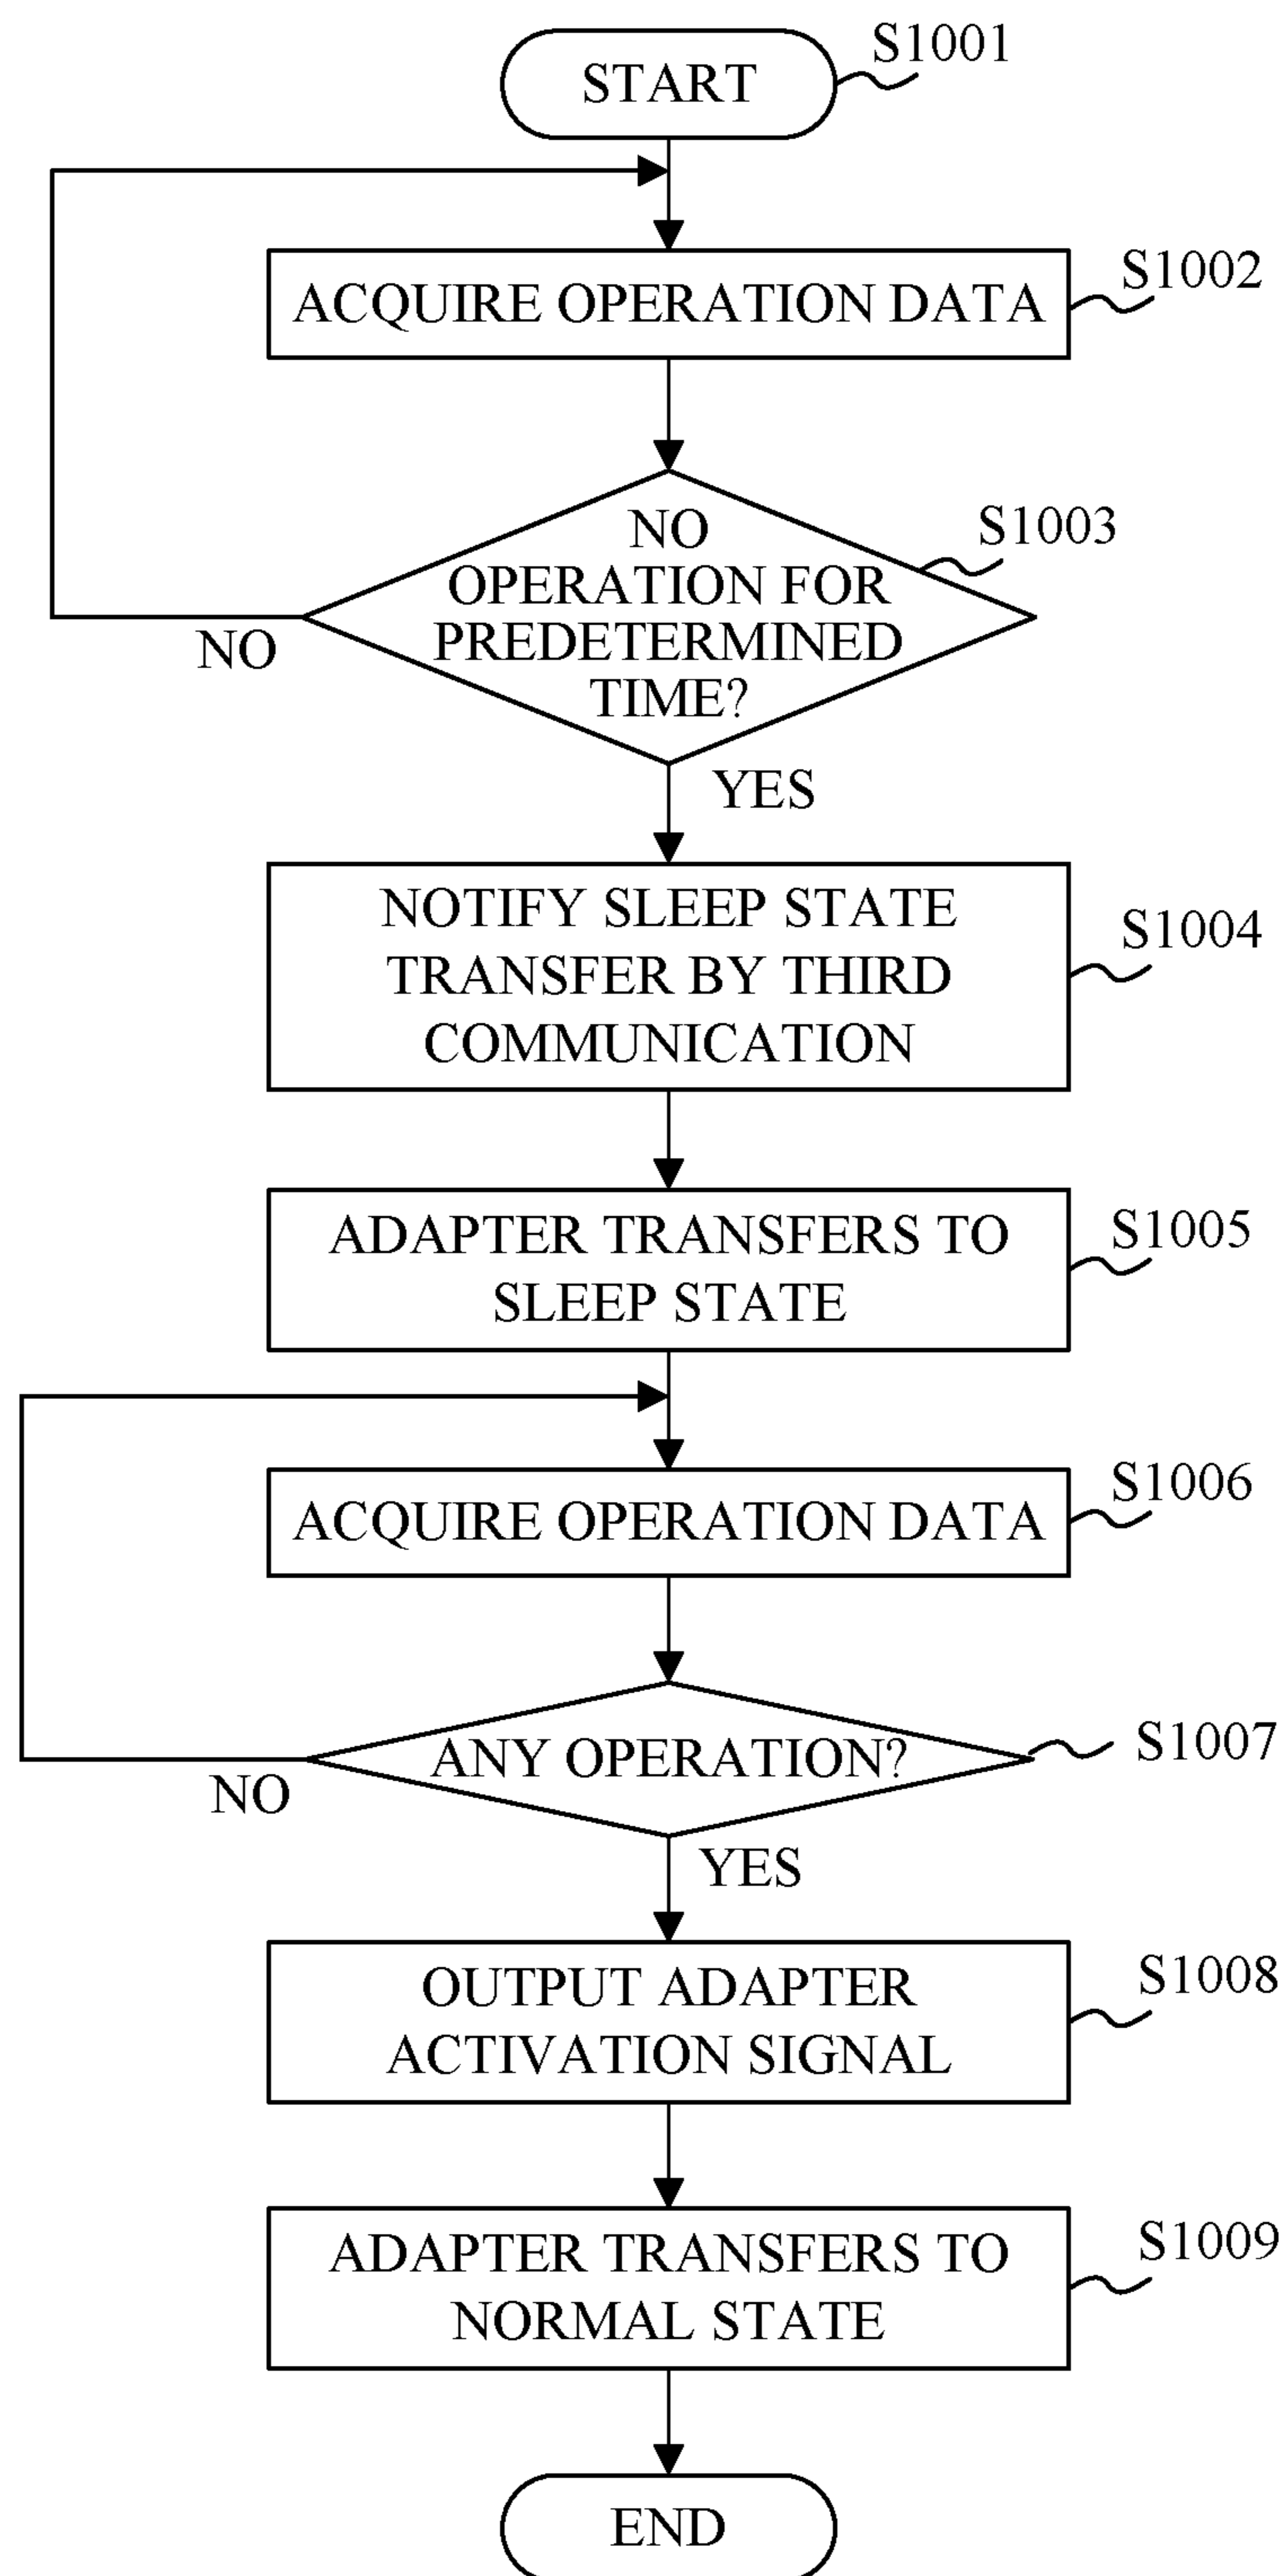 START
S1001
ACQUIRE OPERATION DATA
S1002
NO
OPERATION FOR
PREDETERMINED
TIME?
S1003
NO
YES
NOTIFY SLEEP STATE
TRANSFER BY THIRD
COMMUNICATION
S1004
ADAPTER TRANSFERS TO
SLEEP STATE
S1005
ACQUIRE OPERATION DATA
S1006
ANY OPERATION?
S1007
NO
YES
OUTPUT ADAPTER
ACTIVATION SIGNAL
S1008
ADAPTER TRANSFERS TO
NORMAL STATE
S1009
END